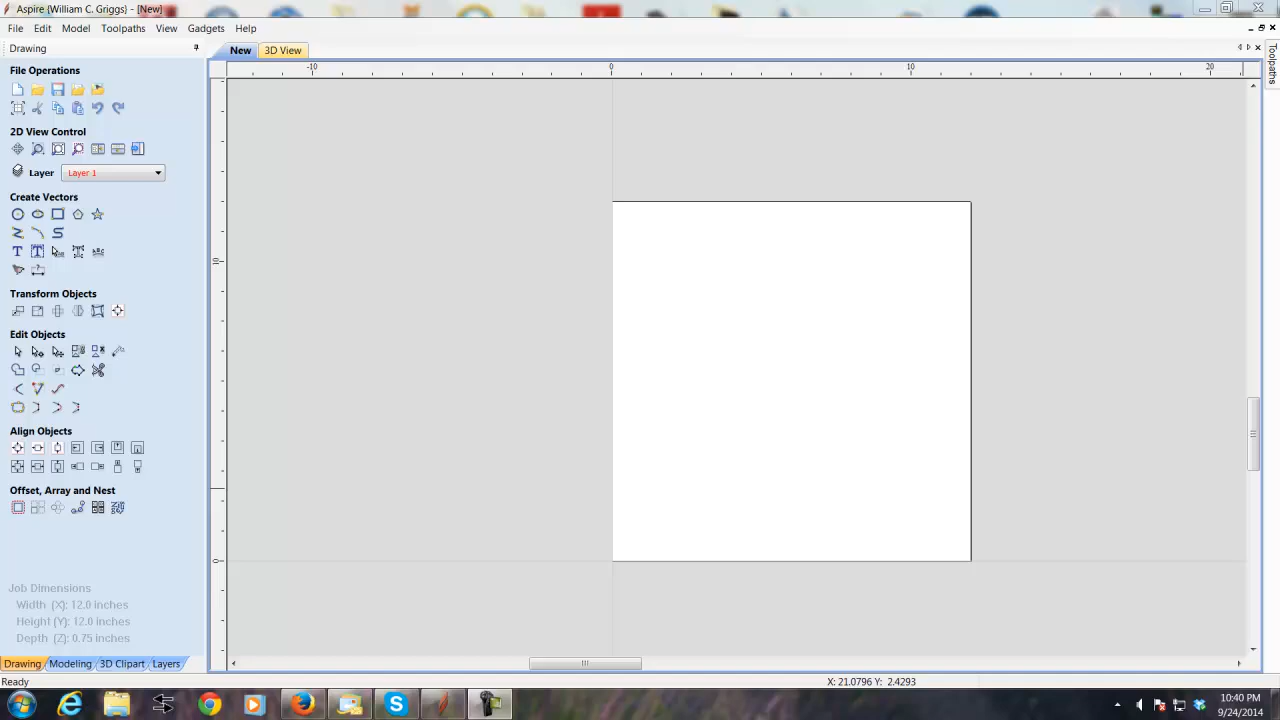 Aspire {William C. Griggs} - [New]
File Edit Model Toolpaths View Gadgets Help
Drawing
New 3D View
Toolpaths
-10 0 10 20
File Operations
2D View Control
Layer Layer 1
Create Vectors
Transform Objects
10
Edit Objects
Align Objects
Offset, Array and Nest
0
Job Dimensions
Width (X): 12.0 inches
Height (Y): 12.0 inches
Depth (Z): 0.75 inches
Drawing Modeling 3D Clipart Layers
Ready X: 21.0796 Y: 2.4293
10:40 PM
9/24/2014